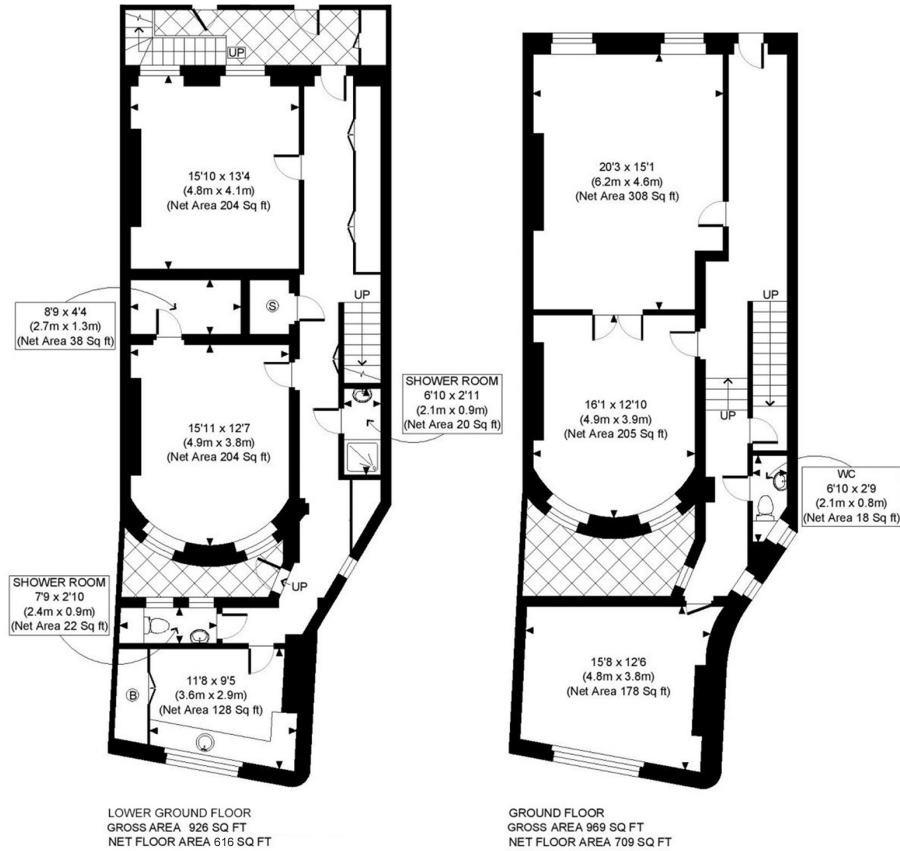 UP
15'10 x 13'4
(4.8m x 4.1m)
(Net Area 204 Sq ft)
8'9 x 4'4
(2.7m x 1.3m)
(Net Area 38 Sq ft)
S
UP
15'11 x 12'7
(4.9m x 3.8m)
(Net Area 204 Sq ft)
SHOWER ROOM
6'10 x 2'11
(2.1m x 0.9m)
(Net Area 20 Sq ft)
UP
SHOWER ROOM
7'9 x 2'10
(2.4m x 0.9m)
(Net Area 22 Sq ft)
B
11'8 x 9'5
(3.6m x 2.9m)
(Net Area 128 Sq ft)
LOWER GROUND FLOOR
GROSS AREA 926 SQ FT
NET FLOOR AREA 616 SQ FT
20'3 x 15'1
(6.2m x 4.6m)
(Net Area 308 Sq ft)
UP
16'1 x 12'10
(4.9m x 3.9m)
(Net Area 205 Sq ft)
UP
WC
6'10 x 2'9
(2.1m x 0.8m)
(Net Area 18 Sq ft)
15'8 x 12'6
(4.8m x 3.8m)
(Net Area 178 Sq ft)
GROUND FLOOR
GROSS AREA 969 SQ FT
NET FLOOR AREA 709 SQ FT